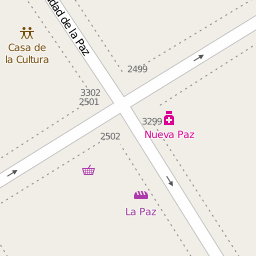 dad de la Paz
Casa de
la Cultura
2499
3302
2501
3299
2502
Nueva Paz
La Paz